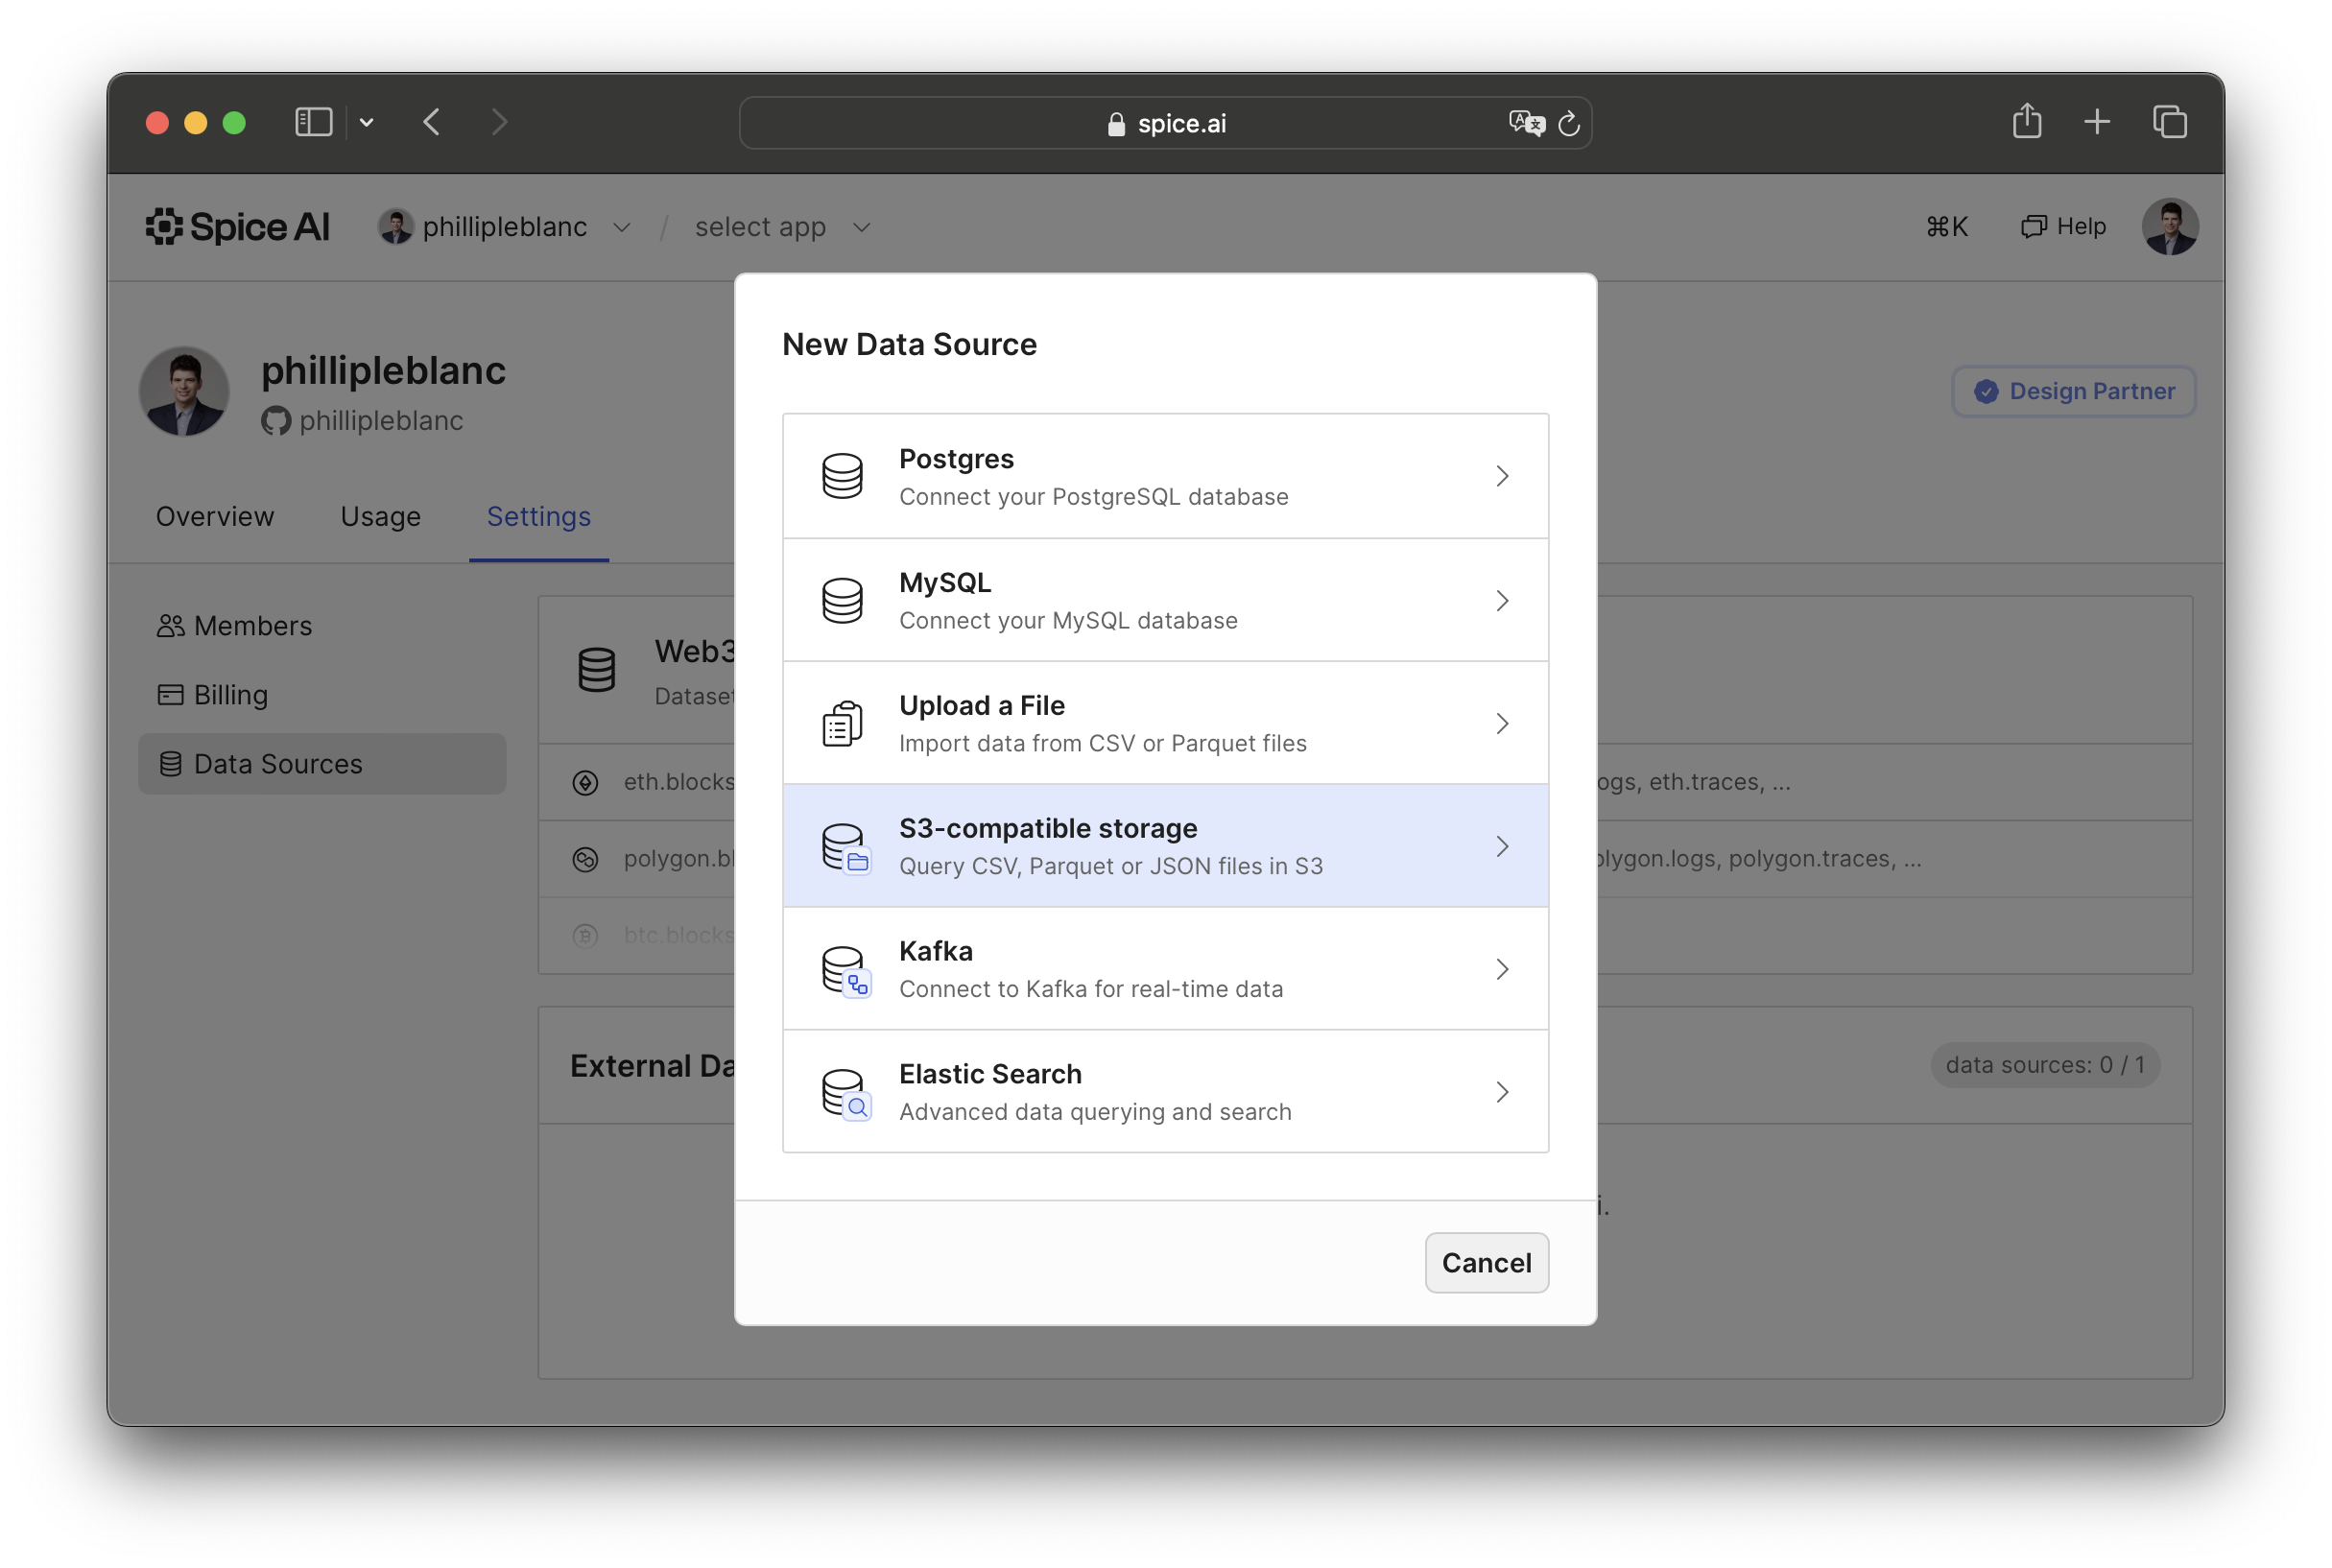 spice.ai
Spice AI
phillipleblanc
/
select app
⌘K
Help
phillipleblanc
phillipleblanc
Design Partner
Overview
Usage
Settings
Members
Billing
Data Sources
Web3
Dataset
eth.blocks
ogs, eth.traces, ...
polygon.bl
olygon.logs, polygon.traces, ...
btc.blocks
External Da
data sources: 0 / 1
i.
New Data Source
Postgres
Connect your PostgreSQL database
MySQL
Connect your MySQL database
Upload a File
Import data from CSV or Parquet files
S3-compatible storage
Query CSV, Parquet or JSON files in S3
Kafka
Connect to Kafka for real-time data
Elastic Search
Advanced data querying and search
Cancel